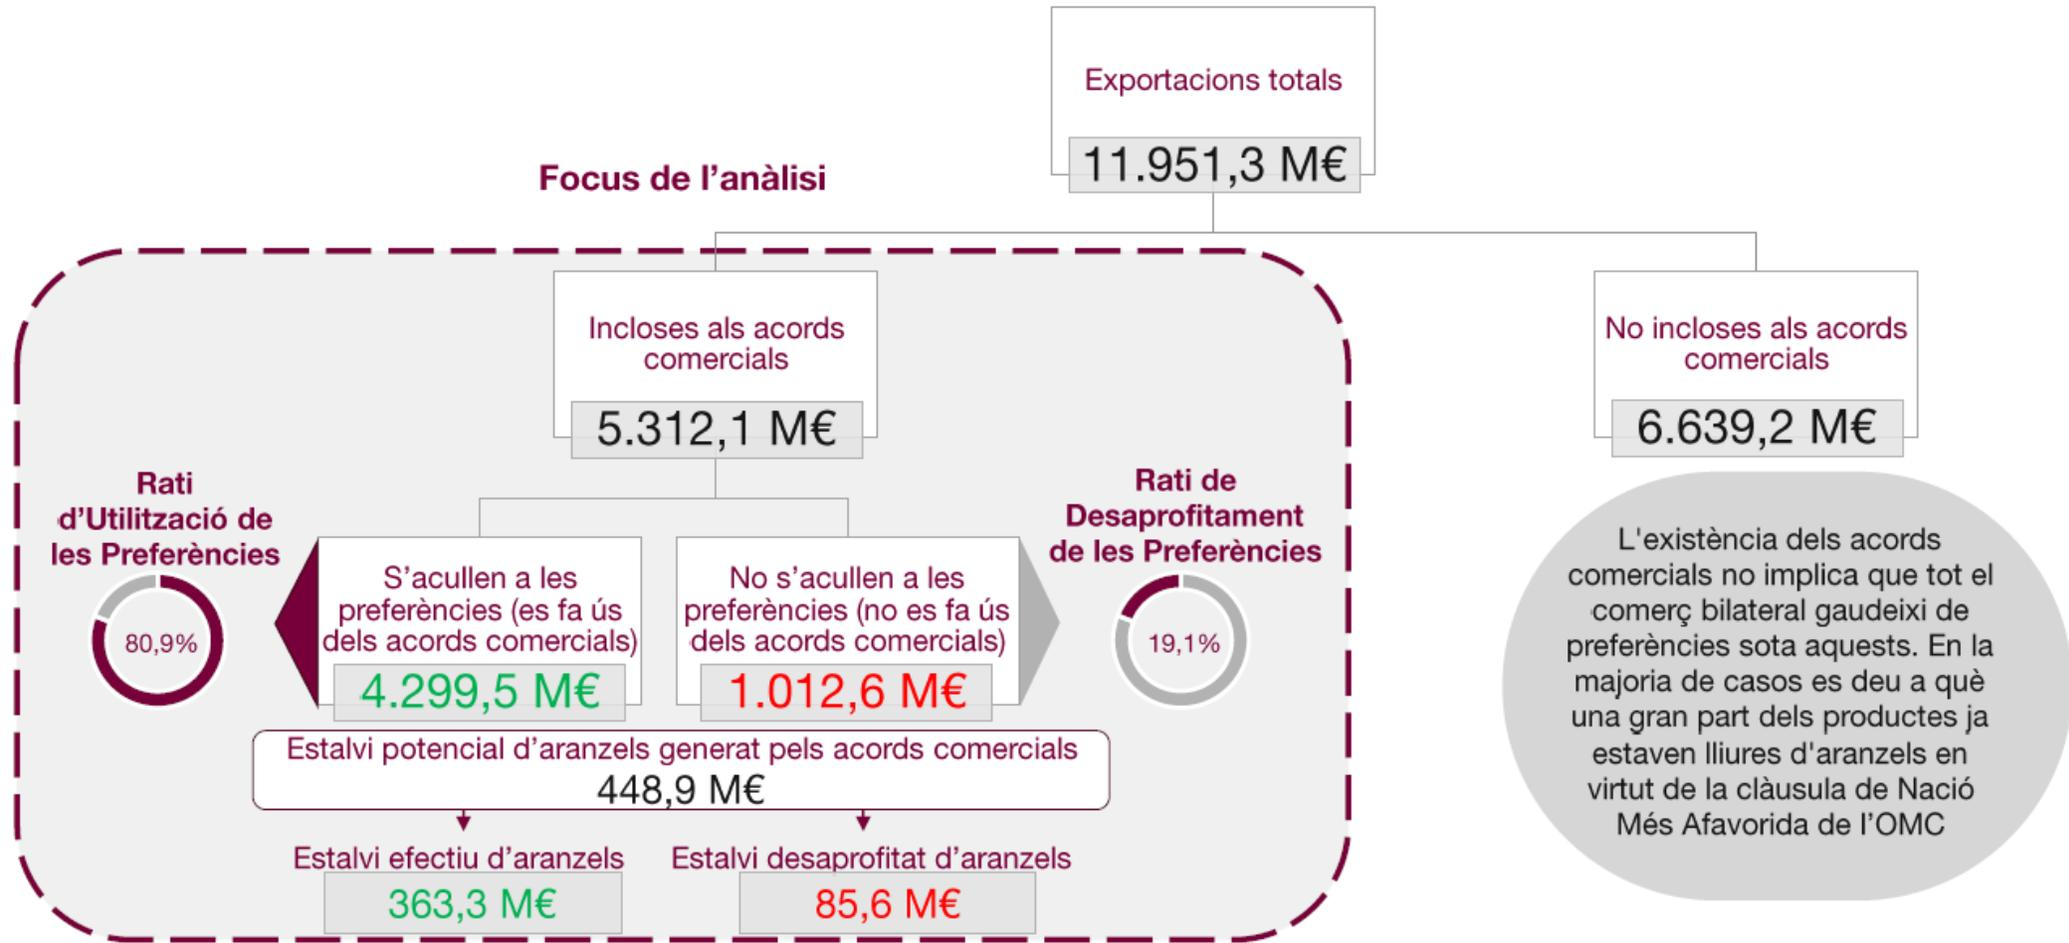 Exportacions totals
11.951,3 M€
Focus de l’anàlisi
Incloses als acords
comercials
5.312,1 M€
No incloses als acords
comercials
6.639,2 M€
Rati
d’Utilització de
les Preferències
80,9%
S’acullen a les
preferències (es fa ús
dels acords comercials)
4.299,5 M€
No s’acullen a les
preferències (no es fa ús
dels acords comercials)
1.012,6 M€
Rati de
Desaprofitament
de les Preferències
19,1%
Estalvi potencial d’aranzels generat pels acords comercials
448,9 M€
Estalvi efectiu d’aranzels
363,3 M€
Estalvi desaprofitat d’aranzels
85,6 M€
L'existència dels acords
comercials no implica que tot el
comerç bilateral gaudeixi de
preferències sota aquests. En la
majoria de casos es deu a què
una gran part dels productes ja
estaven lliures d'aranzels en
virtut de la clàusula de Nació
Més Afavorida de l’OMC